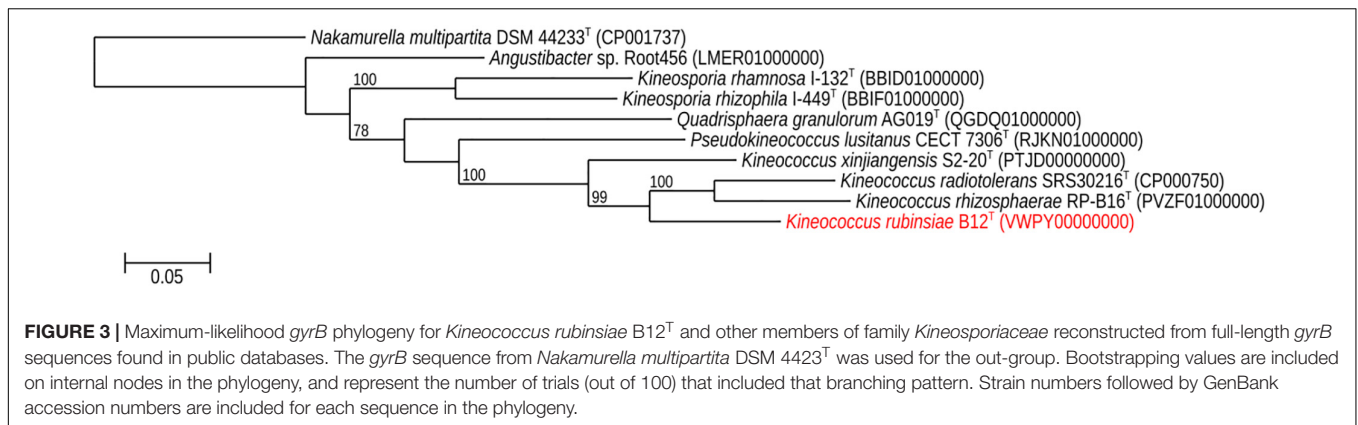 Nakamurella multipartita DSM 44233T (CP001737)
Angustibacter sp. Root456 (LMER01000000)
100
Kineosporia rhamnosa I-132T (BBID01000000)
Kineosporia rhizophila I-449T (BBIF01000000)
Quadrisphaera granulorum AG019T (QGDQ01000000)
78
Pseudokineococcus lusitanus CECT 7306T (RJKN01000000)
Kineococcus xinjiangensis S2-20T (PTJD00000000)
100
100
Kineococcus radiotolerans SRS30216T (CP000750)
99
Kineococcus rhizosphaerae RP-B16T (PVZF01000000)
Kineococcus rubinsiae B12T (VWPY00000000)
0.05
FIGURE 3 | Maximum-likelihood gyrB phylogeny for Kineococcus rubinsiae B12T and other members of family Kineosporiaceae reconstructed from full-length gyrB
sequences found in public databases. The gyrB sequence from Nakamurella multipartita DSM 4423T was used for the out-group. Bootstrapping values are included
on internal nodes in the phylogeny, and represent the number of trials (out of 100) that included that branching pattern. Strain numbers followed by GenBank
accession numbers are included for each sequence in the phylogeny.